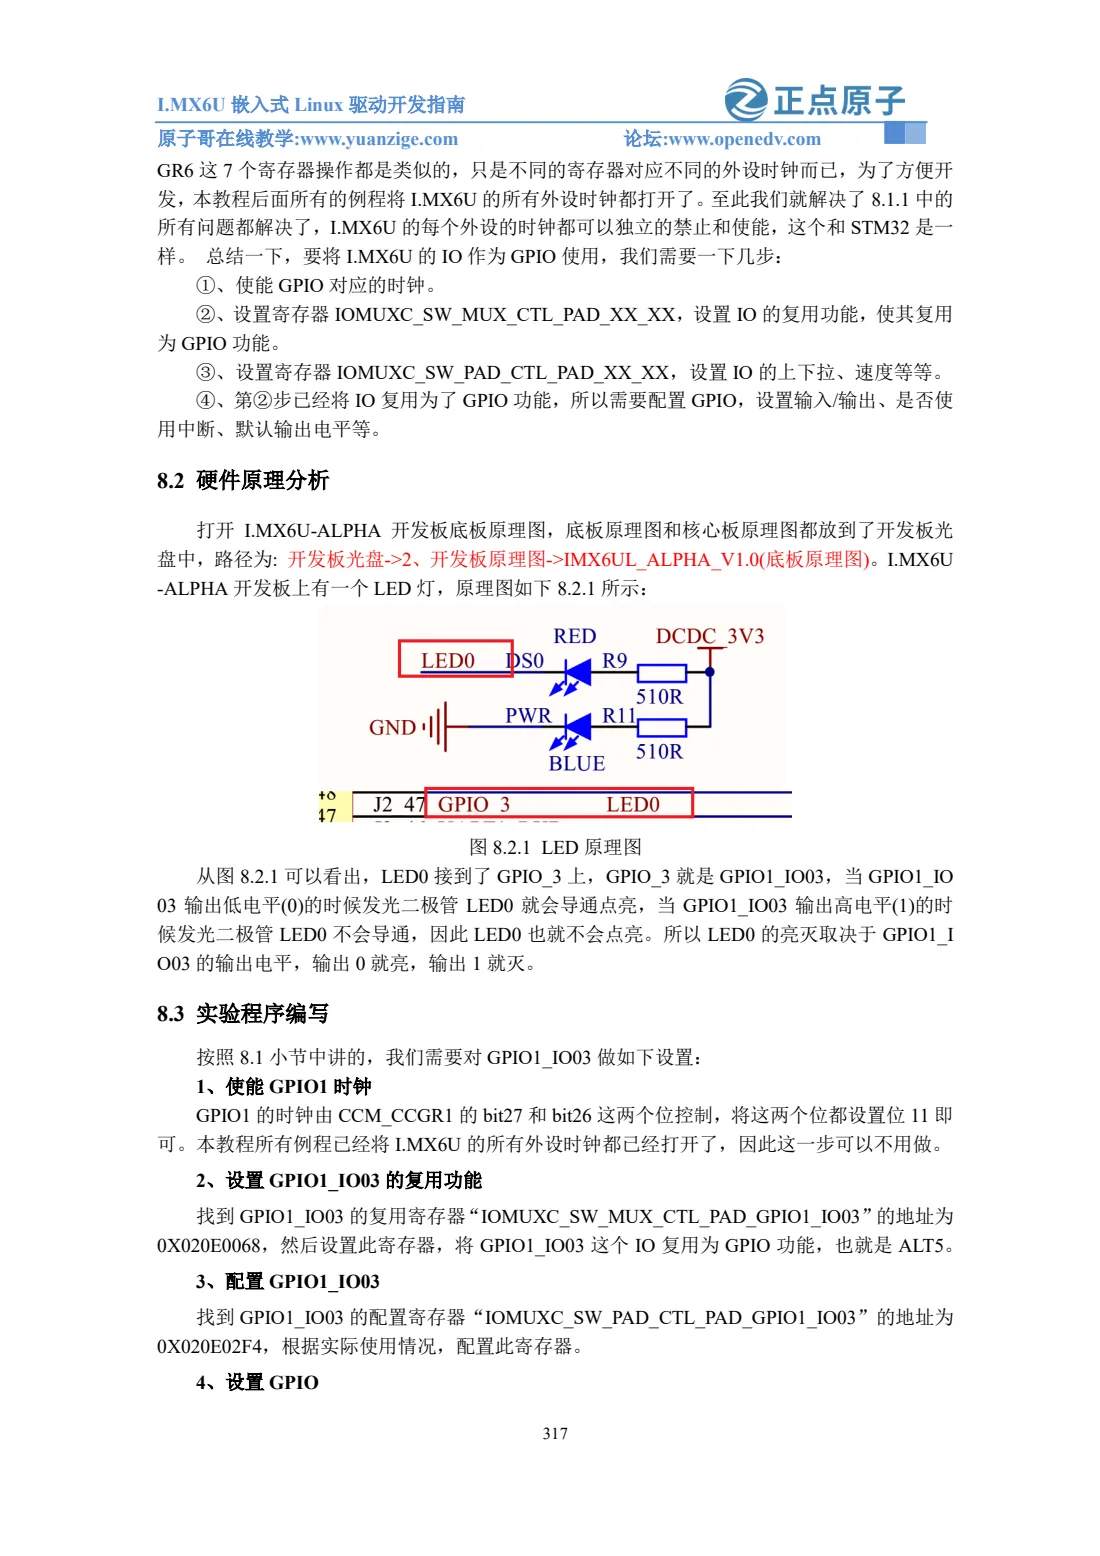 I.MX6U 嵌入式 Linux 驱动开发指南
正点原子
原子哥在线教学:www.yuanzige.com 论坛:www.openedv.com
GR6 这 7 个寄存器操作都是类似的，只是不同的寄存器对应不同的外设时钟而已，为了方便开
发，本教程后面所有的例程将 I.MX6U 的所有外设时钟都打开了。至此我们就解决了 8.1.1 中的
所有问题都解决了，I.MX6U 的每个外设的时钟都可以独立的禁止和使能，这个和 STM32 是一
样。 总结一下，要将 I.MX6U 的 IO 作为 GPIO 使用，我们需要一下几步：
①、使能 GPIO 对应的时钟。
②、设置寄存器 IOMUXC_SW_MUX_CTL_PAD_XX_XX，设置 IO 的复用功能，使其复用
为 GPIO 功能。
③、设置寄存器 IOMUXC_SW_PAD_CTL_PAD_XX_XX，设置 IO 的上下拉、速度等等。
④、第②步已经将 IO 复用为了 GPIO 功能，所以需要配置 GPIO，设置输入/输出、是否使
用中断、默认输出电平等。
8.2 硬件原理分析
打开 I.MX6U-ALPHA 开发板底板原理图，底板原理图和核心板原理图都放到了开发板光
盘中，路径为: 开发板光盘->2、开发板原理图->IMX6UL_ALPHA_V1.0(底板原理图)。I.MX6U
-ALPHA 开发板上有一个 LED 灯，原理图如下 8.2.1 所示：
RED DCDC_3V3
LED0 DS0 R9
510R
GND PWR R11
510R
BLUE
47 J2_47 GPIO_3 LED0
图 8.2.1 LED 原理图
从图 8.2.1 可以看出，LED0 接到了 GPIO_3 上，GPIO_3 就是 GPIO1_IO03，当 GPIO1_IO
03 输出低电平(0)的时候发光二极管 LED0 就会导通点亮，当 GPIO1_IO03 输出高电平(1)的时
候发光二极管 LED0 不会导通，因此 LED0 也就不会点亮。所以 LED0 的亮灭取决于 GPIO1_I
O03 的输出电平，输出 0 就亮，输出 1 就灭。
8.3 实验程序编写
按照 8.1 小节中讲的，我们需要对 GPIO1_IO03 做如下设置：
1、使能 GPIO1 时钟
GPIO1 的时钟由 CCM_CCGR1 的 bit27 和 bit26 这两个位控制，将这两个位都设置位 11 即
可。本教程所有例程已经将 I.MX6U 的所有外设时钟都已经打开了，因此这一步可以不用做。
2、设置 GPIO1_IO03 的复用功能
找到 GPIO1_IO03 的复用寄存器“IOMUXC_SW_MUX_CTL_PAD_GPIO1_IO03”的地址为
0X020E0068，然后设置此寄存器，将 GPIO1_IO03 这个 IO 复用为 GPIO 功能，也就是 ALT5。
3、配置 GPIO1_IO03
找到 GPIO1_IO03 的配置寄存器“IOMUXC_SW_PAD_CTL_PAD_GPIO1_IO03”的地址为
0X020E02F4，根据实际使用情况，配置此寄存器。
4、设置 GPIO
317